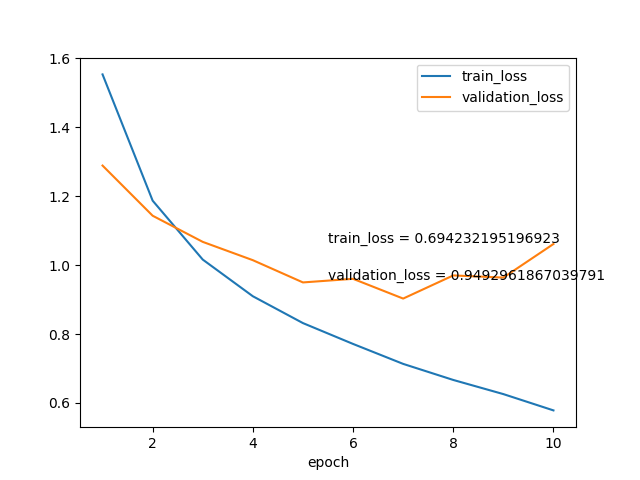 1.6
1.4
1.2
1.0
0.8
0.6
train_loss
validation_loss
train_loss = 0.694232195196923
validation_loss = 0.9492961867039791
2
4
6
8
10
epoch